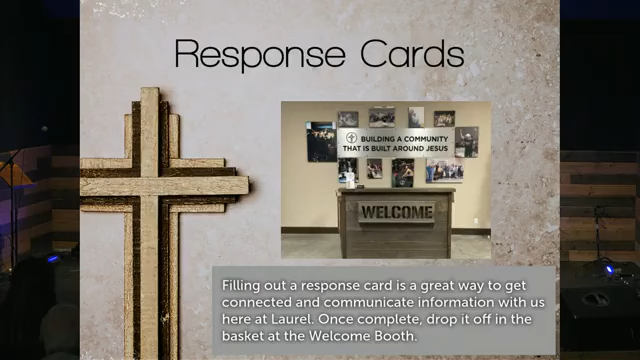 Response Cards
BUILDING A COMMUNITY
THAT IS BUILT AROUND JESUS
WELCOME
Filling out a response card is a great way to get
connected and communicate information with us
here at Laurel. Once complete, drop it off in the
basket at the Welcome Booth.